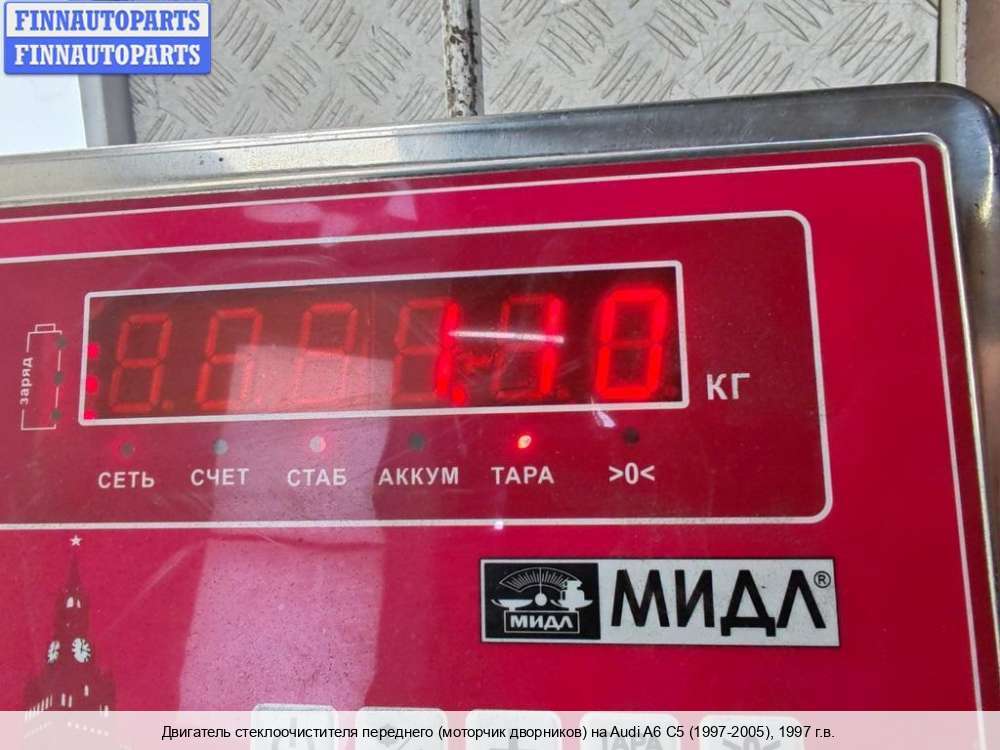 FINNAUTOPARTS
FINNAUTOPARTS
заряд
1.10
КГ
СЕТЬ СЧЕТ СТАБ АККУМ ТАРА >0<
МИДЛ МИДЛ®
Двигатель стеклоочистителя переднего (моторчик дворников) на Audi A6 C5 (1997-2005), 1997 г.в.